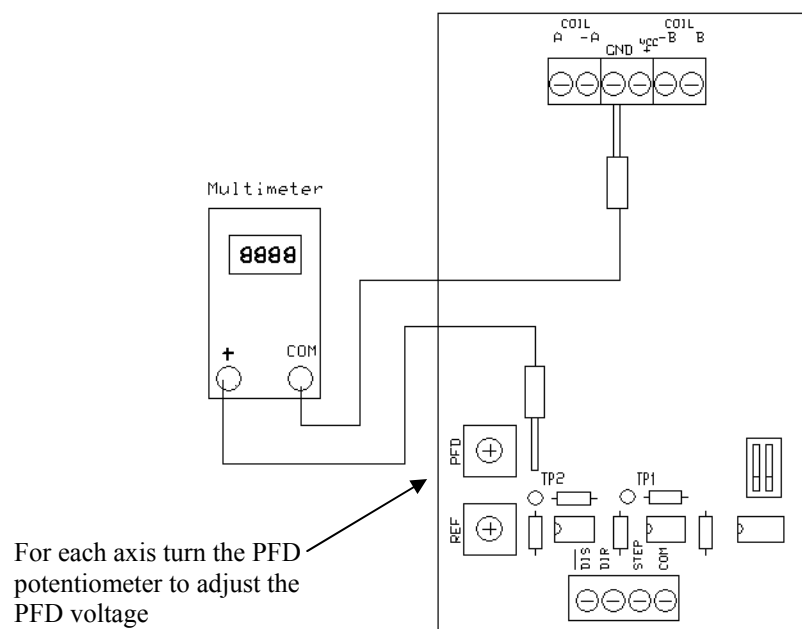 COIL
COIL
A -A
-B B
GND
+Vcc
Multimeter
8888
+
COM
PFD
TP2
TP1
REF
DIS
DIR
STEP
COM
For each axis turn the PFD
potentiometer to adjust the
PFD voltage